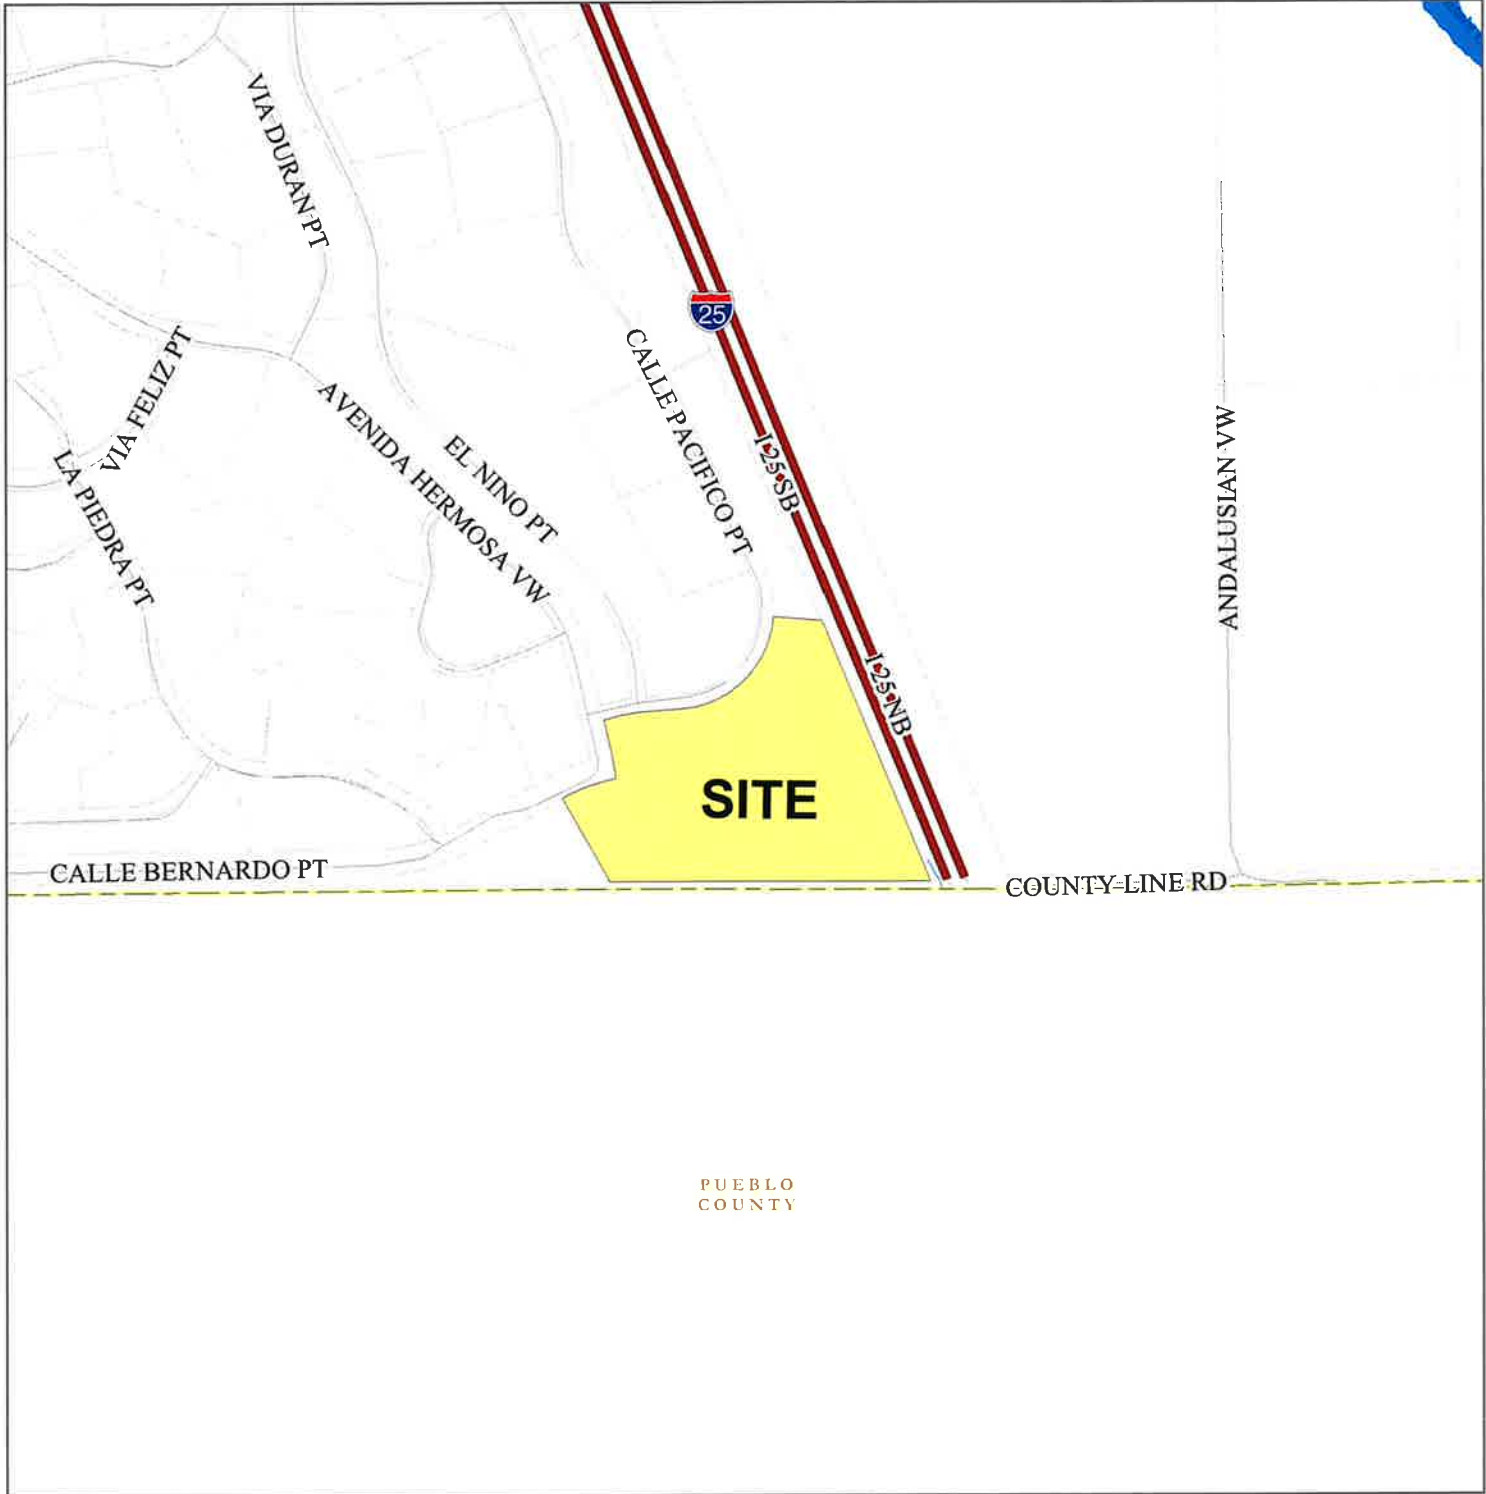 VIA DURAN PT
25
VIA FELIZ PT
CALLE PACIFICO PT
AVENIDA HERMOSA VW
EL NINO PT
I-25 SB
ANDALUSIAN VW
LA PIEDRA PT
I-25 NB
SITE
CALLE BERNARDO PT
COUNTY LINE RD
PUEBLO
COUNTY